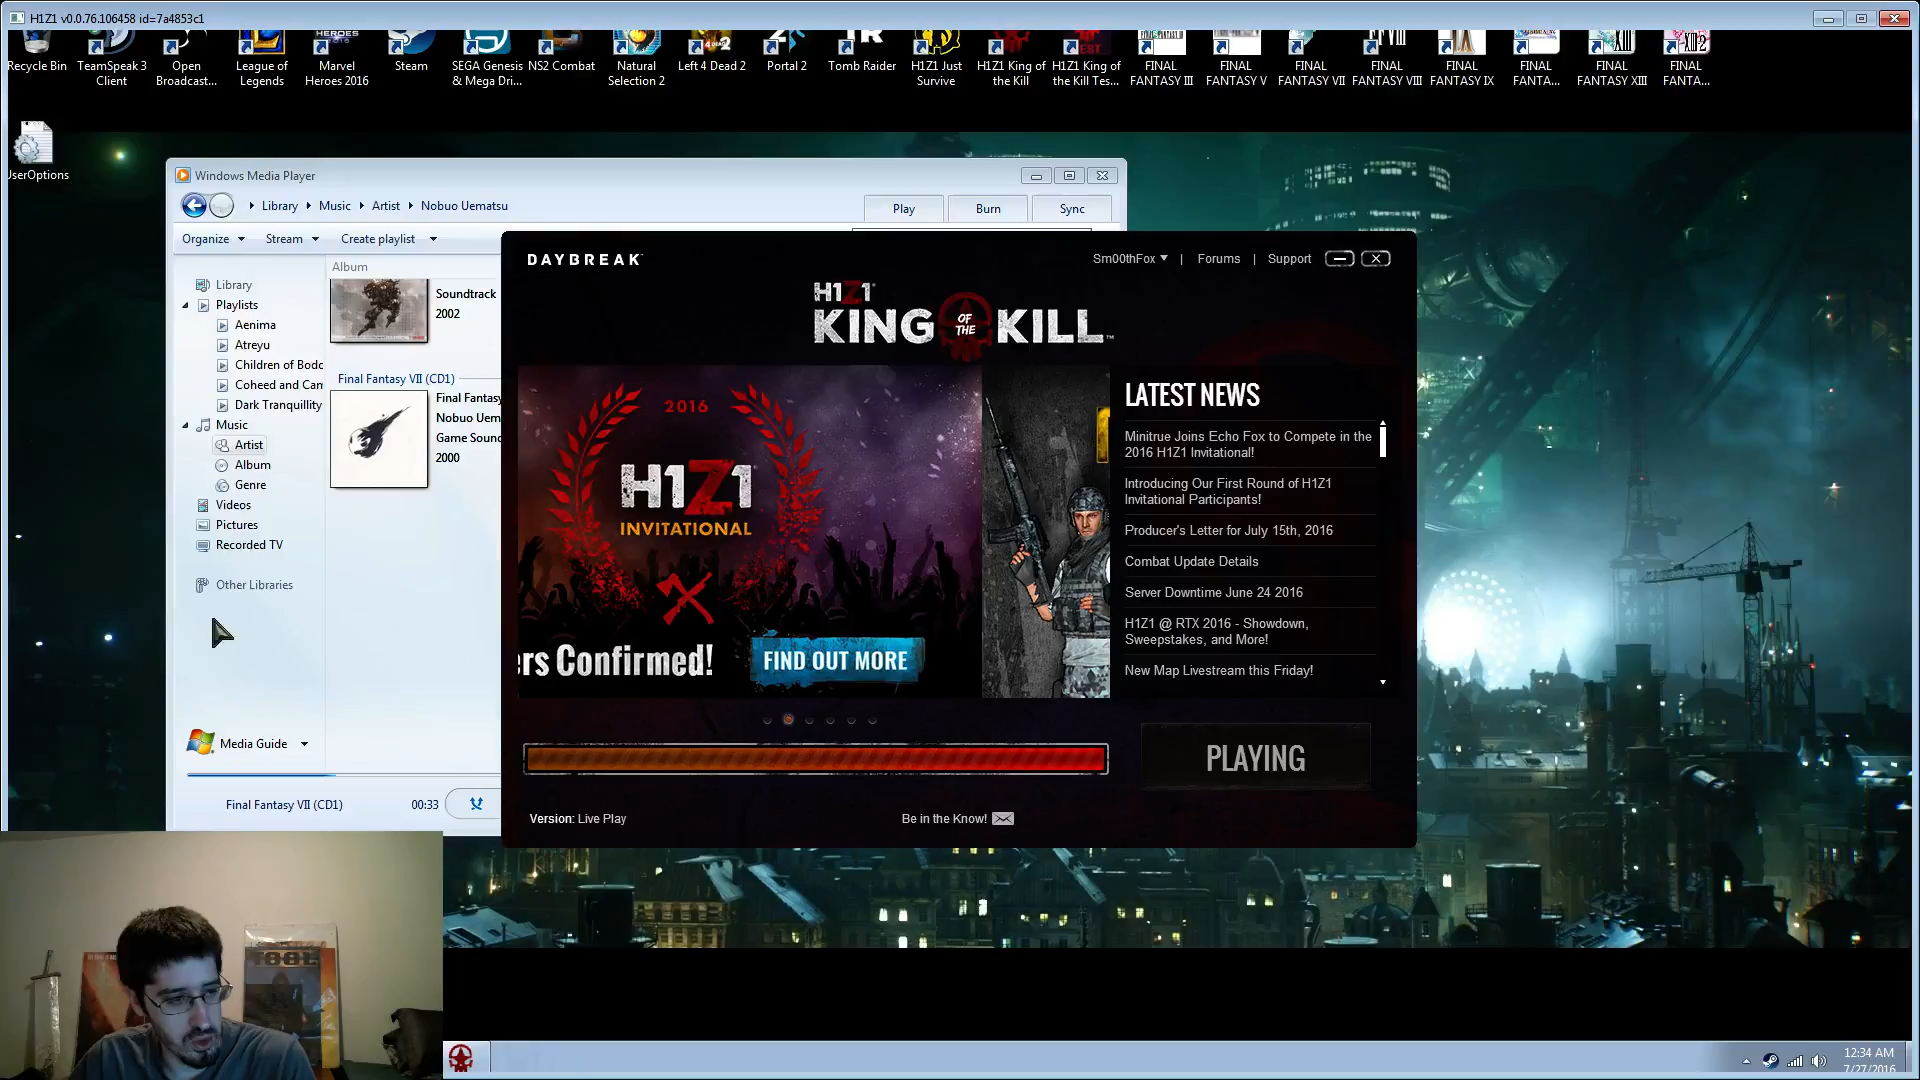 H1Z1 v0.0.76.106458 id=7a4853c1
Recycle Bin
TeamSpeak 3
Client
Open
Broadcast...
League of
Legends
HEROES
Marvel
Heroes 2016
Steam
SEGA Genesis
& Mega Dri...
NS2 Combat
Natural
Selection 2
Left 4 Dead 2
Portal 2
Tomb Raider
H1Z1 Just
Survive
H1Z1 King of
the Kill
H1Z1 King of
the Kill Tes...
FINAL
FANTASY III
FINAL
FANTASY V
FINAL
FANTASY VII
FINAL
FANTASY VIII
FINAL
FANTASY IX
FINAL
FANTA...
FINAL
FANTASY XIII
FINAL
FANTA...
UserOptions
Windows Media Player
Library
Music
Artist
Nobuo Uematsu
Play
Burn
Sync
Organize
Stream
Create playlist
Album
Library
Playlists
Aenima
Atreyu
Children of Bodo
Coheed and Cam
Dark Tranquillity
Music
Artist
Album
Genre
Videos
Pictures
Recorded TV
Other Libraries
Media Guide
Soundtrack
2002
Final Fantasy VII (CD1)
Final Fantasy
Nobuo Uem
Game Soun
2000
Final Fantasy VII (CD1)
00:33
DAYBREAK
Sm00thFox
|
Forums
|
Support
H1Z1
KING OF THE KILL
2016
H1Z1
INVITATIONAL
ers Confirmed!
FIND OUT MORE
LATEST NEWS
Minitrue Joins Echo Fox to Compete in the
2016 H1Z1 Invitational!
Introducing Our First Round of H1Z1
Invitational Participants!
Producer's Letter for July 15th, 2016
Combat Update Details
Server Downtime June 24 2016
H1Z1 @ RTX 2016 - Showdown,
Sweepstakes, and More!
New Map Livestream this Friday!
PLAYING
Version: Live Play
Be in the Know!
TOOL
12:34 AM
7/27/2016